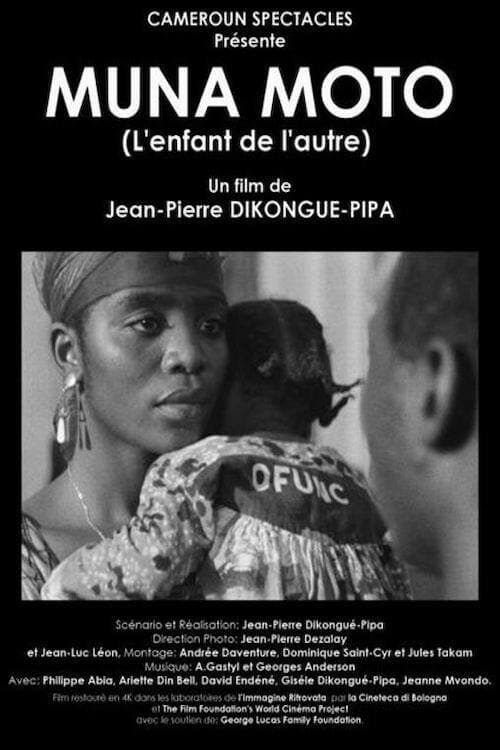 CAMEROUN SPECTACLES
Présente
MUNA MOTO
(L'enfant de l'autre)
Un film de
Jean-Pierre DIKONGUE-PIPA
OFUNC
Scénario et Réalisation: Jean-Pierre Dikongué-Pipa
Direction Photo: Jean-Pierre Dezalay
et Jean-Luc Léon, Montage: Andrée Daventure, Dominique Saint-Cyr et Jules Takam
Musique: A.Gastyl et Georges Anderson
Avec: Philippe Abia, Arlette Din Bell, David Endéné, Giséle Dikongué-Pipa, Jeanne Mvondo.
Film restauré en 4K dans les laboratoires de l'Immagine Ritrovata par la Cineteca di Bologna
et The Film Foundation's World Cinéma Project
avec le soutien de: George Lucas Family Foundation.